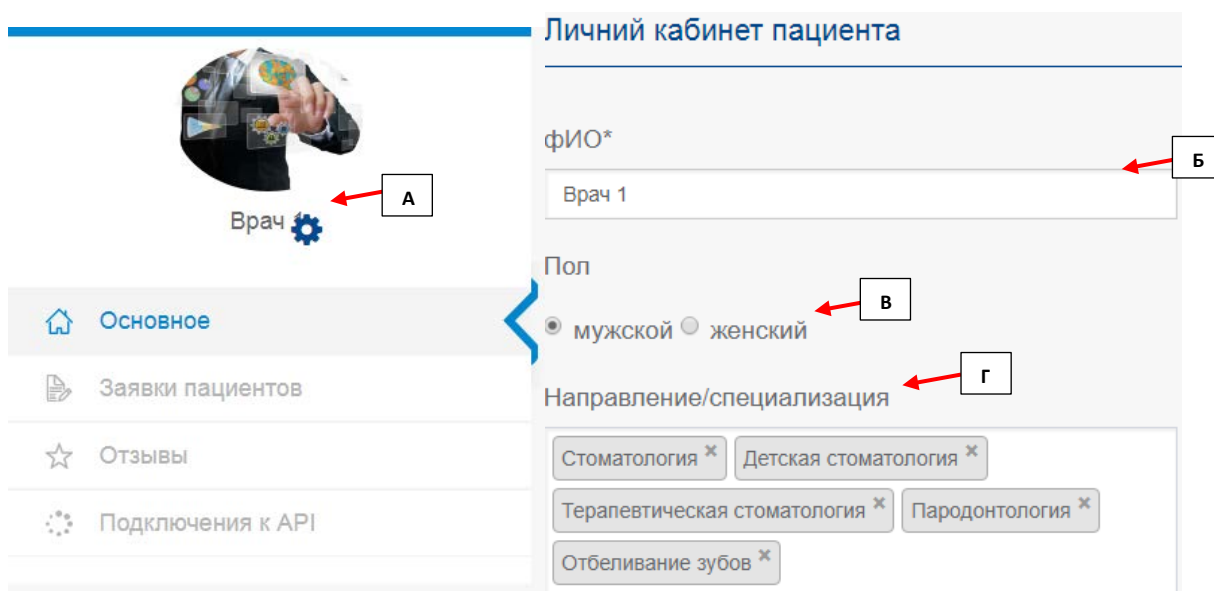 Личний кабинет пациента
фИО*
Б
Врач 1
А
Врач
Пол
В
мужской женский
Г
Направление/специализация
Основное
Заявки пациентов
Отзывы
Подключения к API
Стоматология × Детская стоматология ×
Терапевтическая стоматология × Пародонтология ×
Отбеливание зубов ×